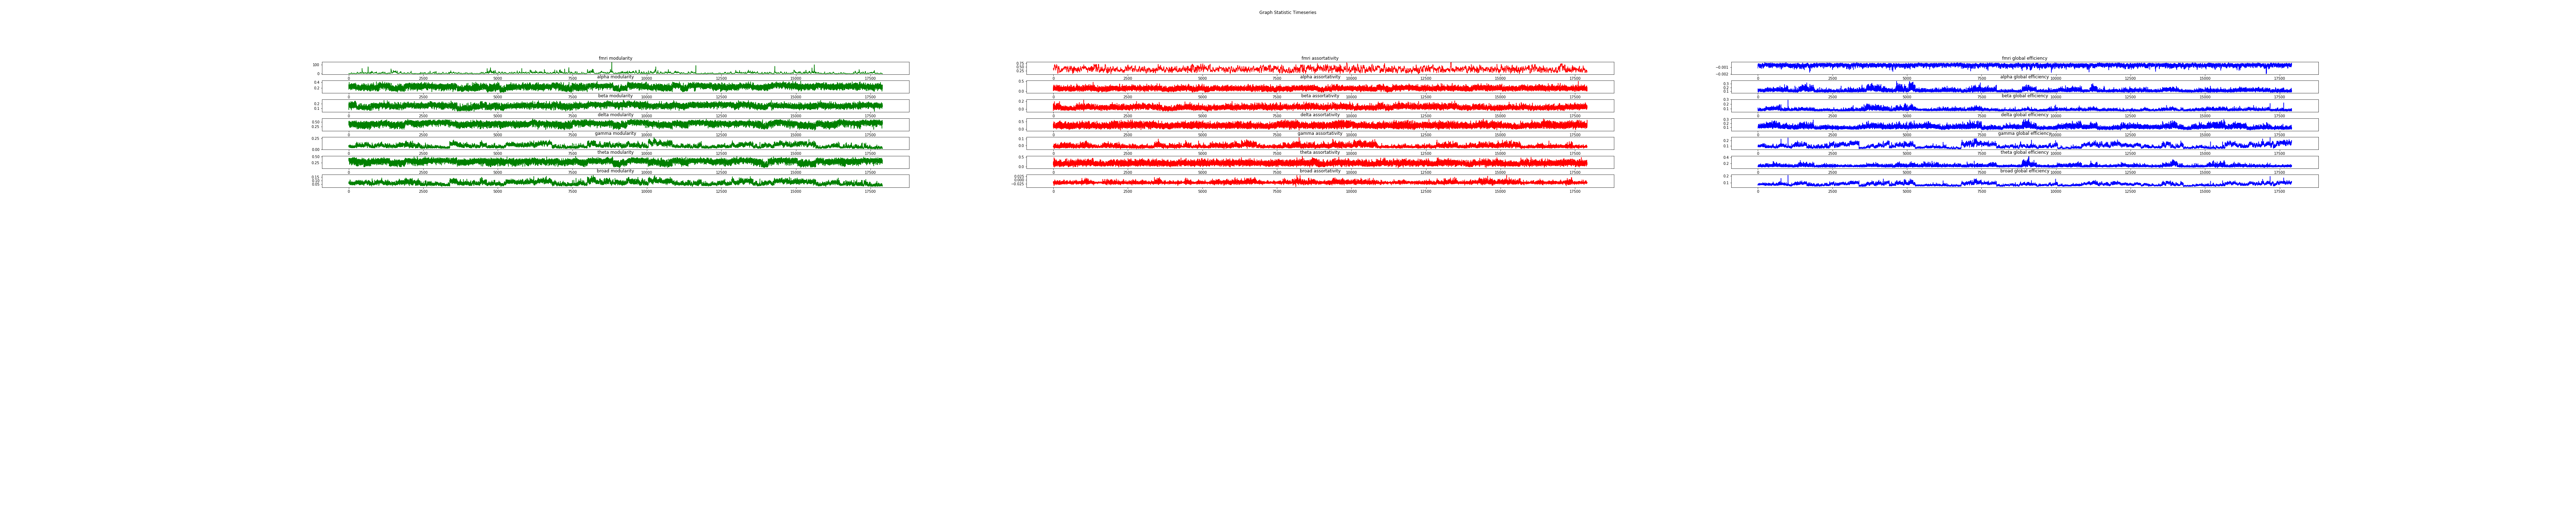 Graph Statistic Timeseries
fmri modularity
100
0
0 2500 5000 7500 10000 12500 15000 17500
alpha modularity
0.4
0.2
0 2500 5000 7500 10000 12500 15000 17500
beta modularity
0.2
0.1
0 2500 5000 7500 10000 12500 15000 17500
delta modularity
0.50
0.25
0 2500 5000 7500 10000 12500 15000 17500
gamma modularity
0.25
0.00
0 2500 5000 7500 10000 12500 15000 17500
theta modularity
0.50
0.25
0 2500 5000 7500 10000 12500 15000 17500
broad modularity
0.15
0.10
0.05
0 2500 5000 7500 10000 12500 15000 17500
fmri assortativity
0.75
0.50
0.25
0 2500 5000 7500 10000 12500 15000 17500
alpha assortativity
0.5
0.0
0 2500 5000 7500 10000 12500 15000 17500
beta assortativity
0.2
0.0
0 2500 5000 7500 10000 12500 15000 17500
delta assortativity
0.5
0.0
0 2500 5000 7500 10000 12500 15000 17500
gamma assortativity
0.1
0.0
0 2500 5000 7500 10000 12500 15000 17500
theta assortativity
0.5
0.0
0 2500 5000 7500 10000 12500 15000 17500
broad assortativity
0.025
0.000
−0.025
0 2500 5000 7500 10000 12500 15000 17500
fmri global efficiency
−0.001
−0.002
0 2500 5000 7500 10000 12500 15000 17500
alpha global efficiency
0.3
0.2
0.1
0 2500 5000 7500 10000 12500 15000 17500
beta global efficiency
0.3
0.2
0.1
0 2500 5000 7500 10000 12500 15000 17500
delta global efficiency
0.3
0.2
0.1
0 2500 5000 7500 10000 12500 15000 17500
gamma global efficiency
0.2
0.1
0 2500 5000 7500 10000 12500 15000 17500
theta global efficiency
0.4
0.2
0 2500 5000 7500 10000 12500 15000 17500
broad global efficiency
0.2
0.1
0 2500 5000 7500 10000 12500 15000 17500